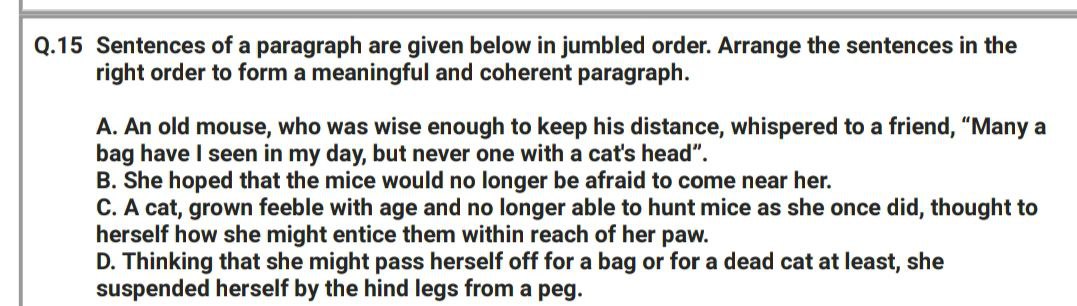 Q.15 Sentences of a paragraph are given below in jumbled order. Arrange the sentences in the
right order to form a meaningful and coherent paragraph.
A. An old mouse, who was wise enough to keep his distance, whispered to a friend, “Many a
bag have I seen in my day, but never one with a cat's head”.
B. She hoped that the mice would no longer be afraid to come near her.
C. A cat, grown feeble with age and no longer able to hunt mice as she once did, thought to
herself how she might entice them within reach of her paw.
D. Thinking that she might pass herself off for a bag or for a dead cat at least, she
suspended herself by the hind legs from a peg.